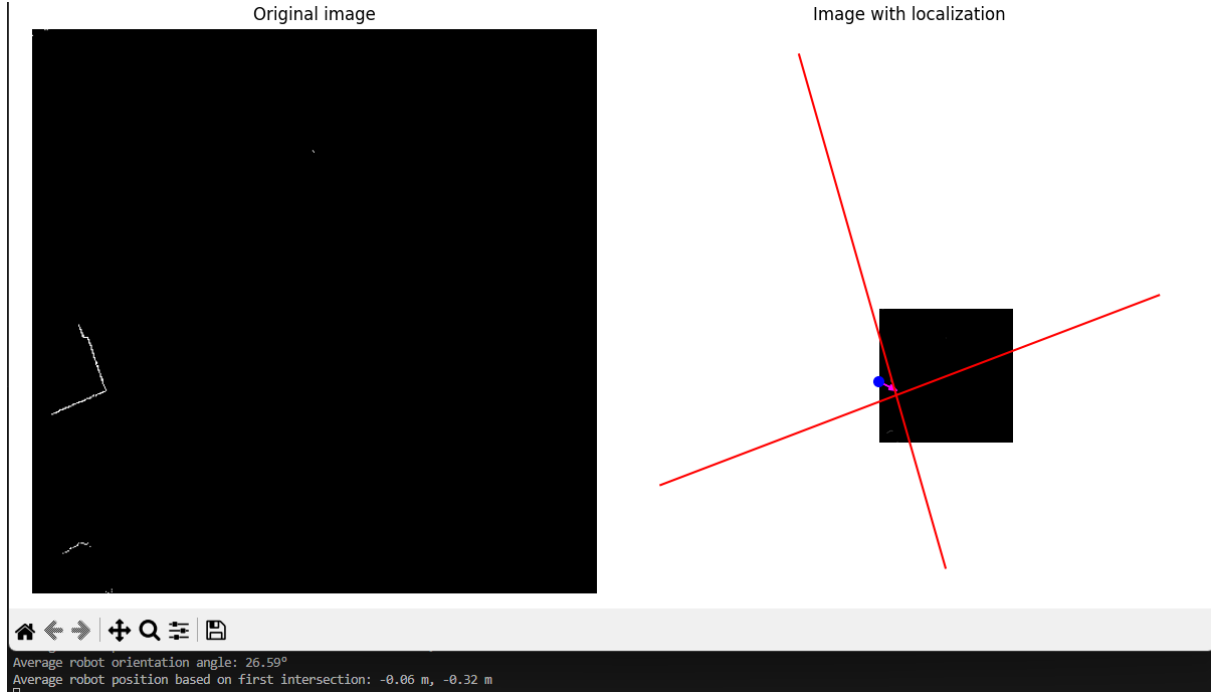 Original image
Image with localization
Average robot orientation angle: 26.59°
Average robot position based on first intersection: -0.06 m, -0.32 m